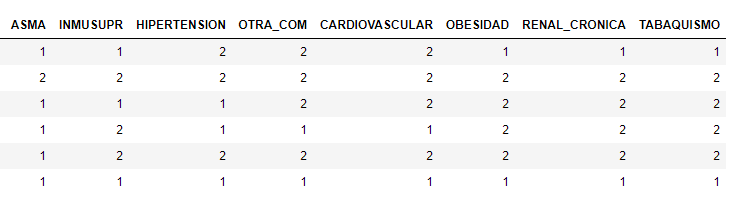 ASMA INMUSUPR HIPERTENSION OTRA_COM CARDIOVASCULAR OBESIDAD RENAL_CRONICA TABAQUISMO
1 1 2 2 2 1 1 1
2 2 2 2 2 2 2 2
1 1 1 2 2 2 2 2
1 2 1 1 1 2 2 2
1 2 2 2 2 2 2 2
1 1 1 1 1 1 1 1